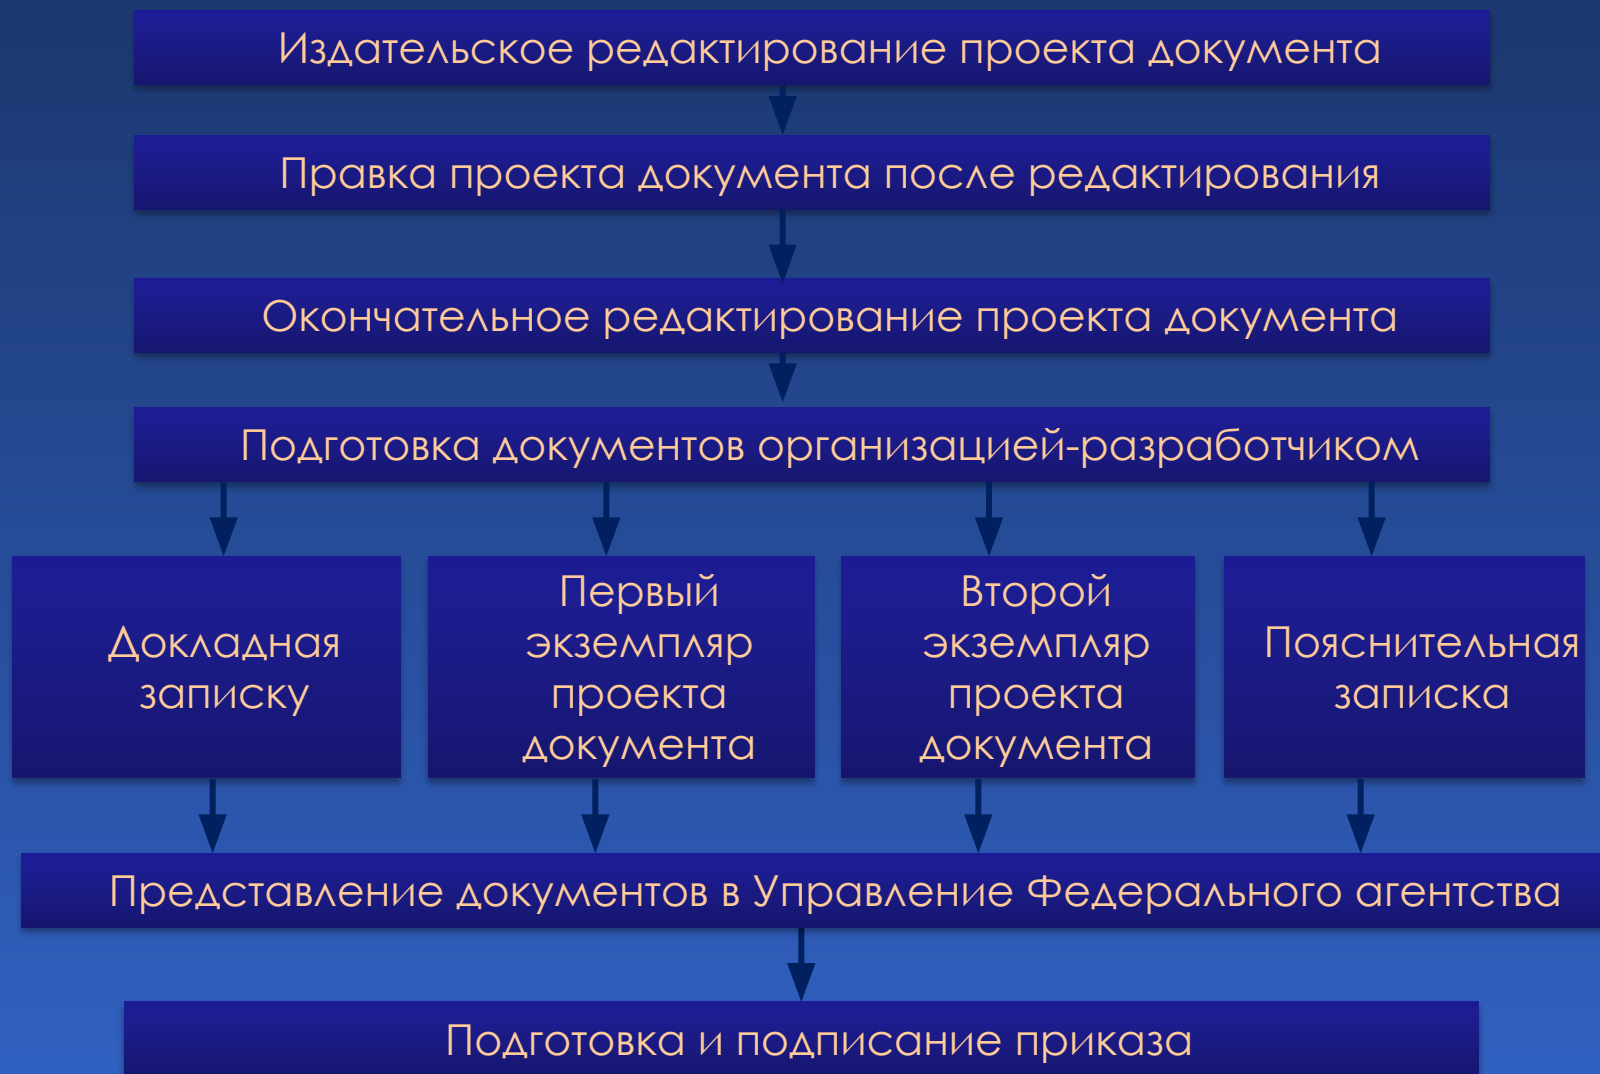 Издательское редактирование проекта документа
Правка проекта документа после редактирования
Окончательное редактирование проекта документа
Подготовка документов организацией-разработчиком
Докладная
записку
Первый
экземпляр
проекта
документа
Второй
экземпляр
проекта
документа
Пояснительная
записка
Представление документов в Управление Федерального агентства
Подготовка и подписание приказа